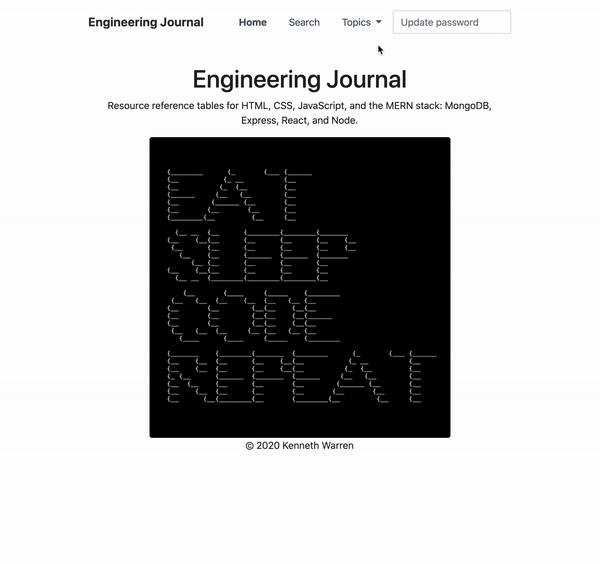 Engineering Journal Home Search Topics Update password
Engineering Journal
Resource reference tables for HTML, CSS, JavaScript, and the MERN stack: MongoDB,
Express, React, and Node.
EAT
SLEEP
CODE
REPEAT
© 2020 Kenneth Warren